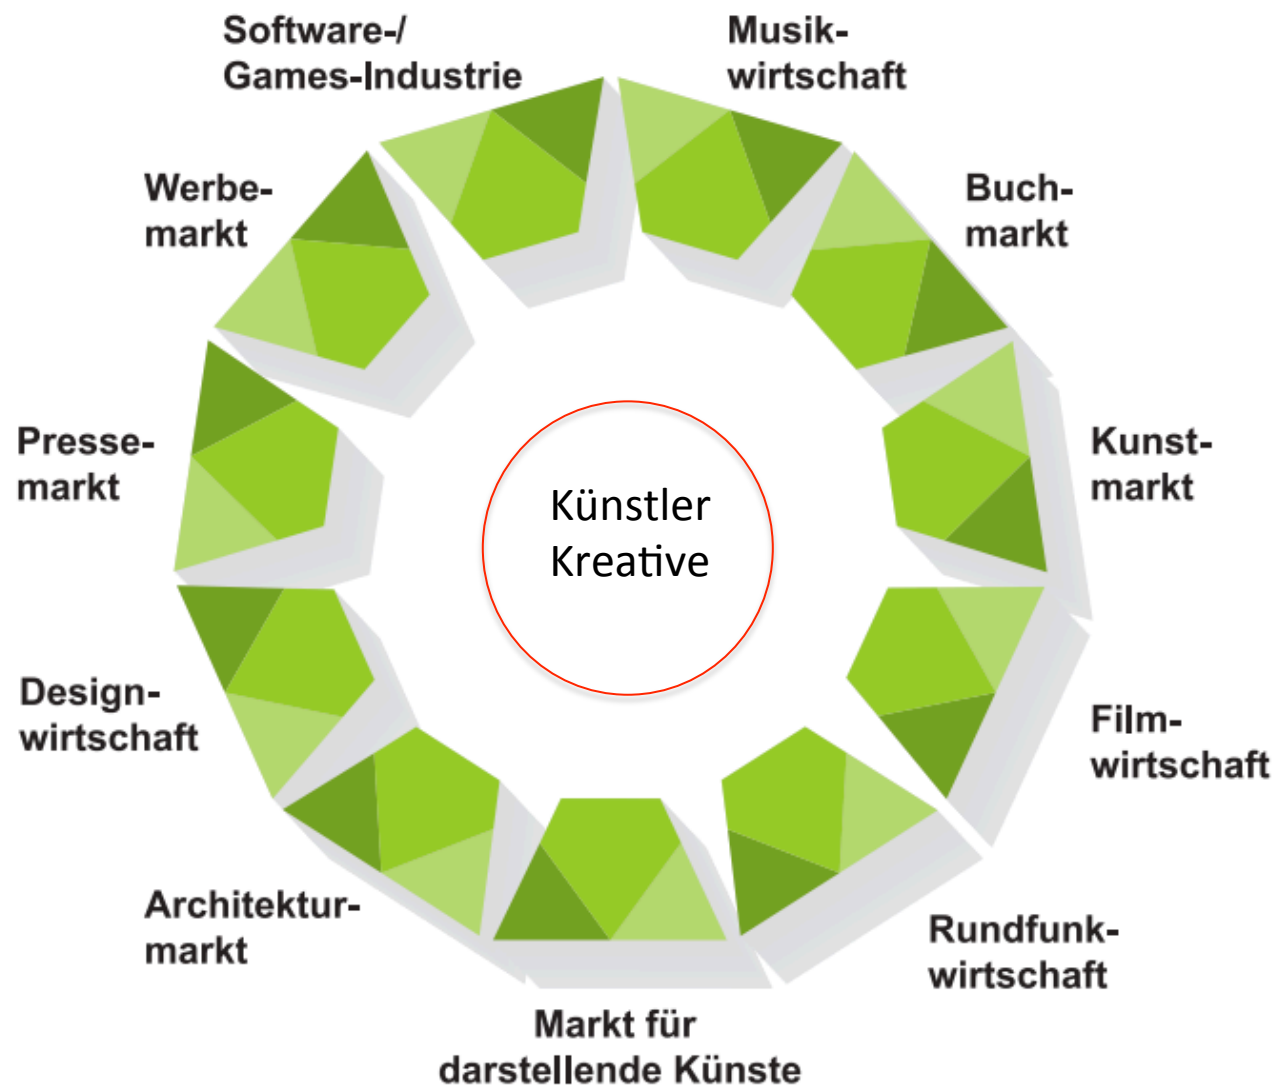 Software-/
Games-Industrie
Musik-
wirtschaft
Werbe-
markt
Buch-
markt
Presse-
markt
Kunst-
markt
Künstler
Kreative
Design-
wirtschaft
Film-
wirtschaft
Architektur-
markt
Rundfunk-
wirtschaft
Markt für
darstellende Künste